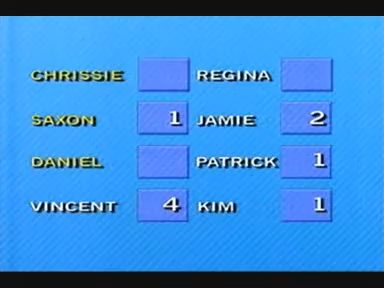 CHRISSIE REGINA
SAXON 1 JAMIE 2
DANIEL PATRICK 1
VINCENT 4 KIM 1